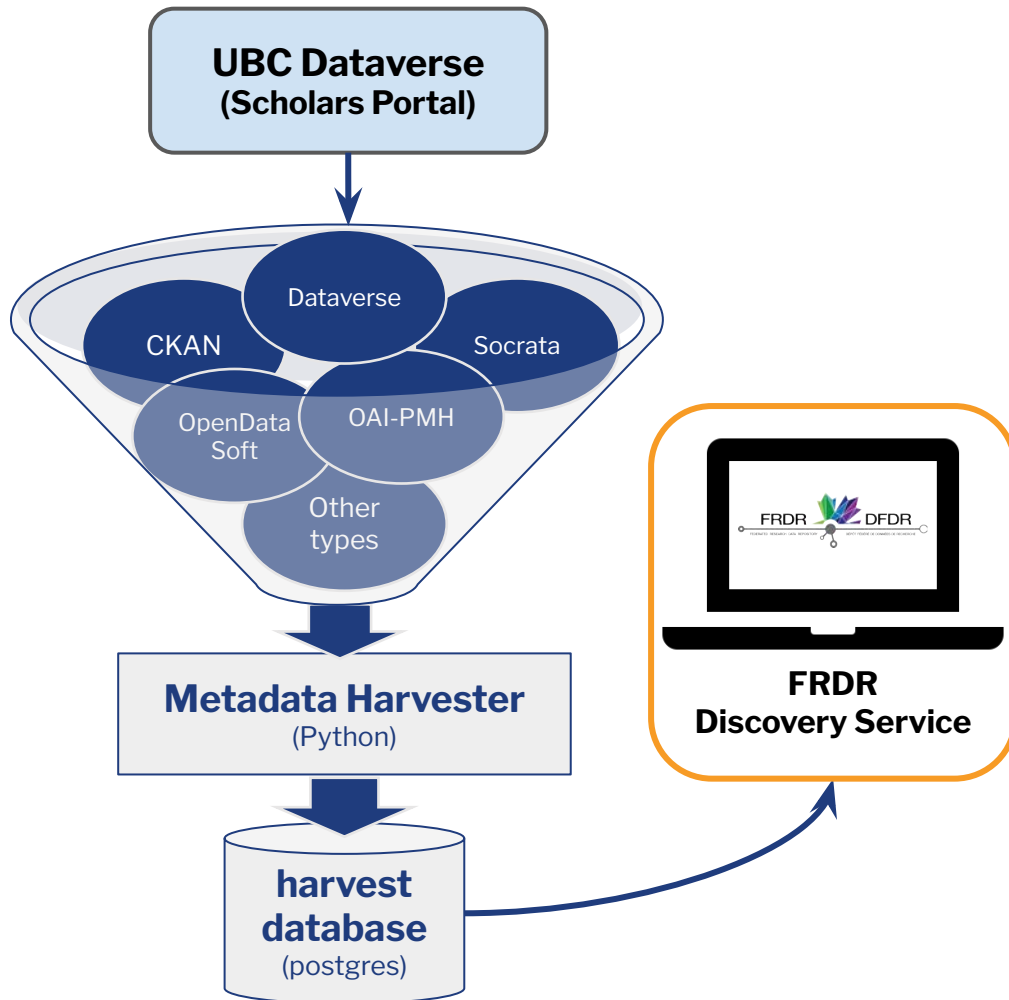 UBC Dataverse
(Scholars Portal)
Dataverse
CKAN
Socrata
OpenData
Soft
OAI-PMH
Other
types
Metadata Harvester
(Python)
harvest
database
(postgres)
FRDR DFDR
FRDR
Discovery Service